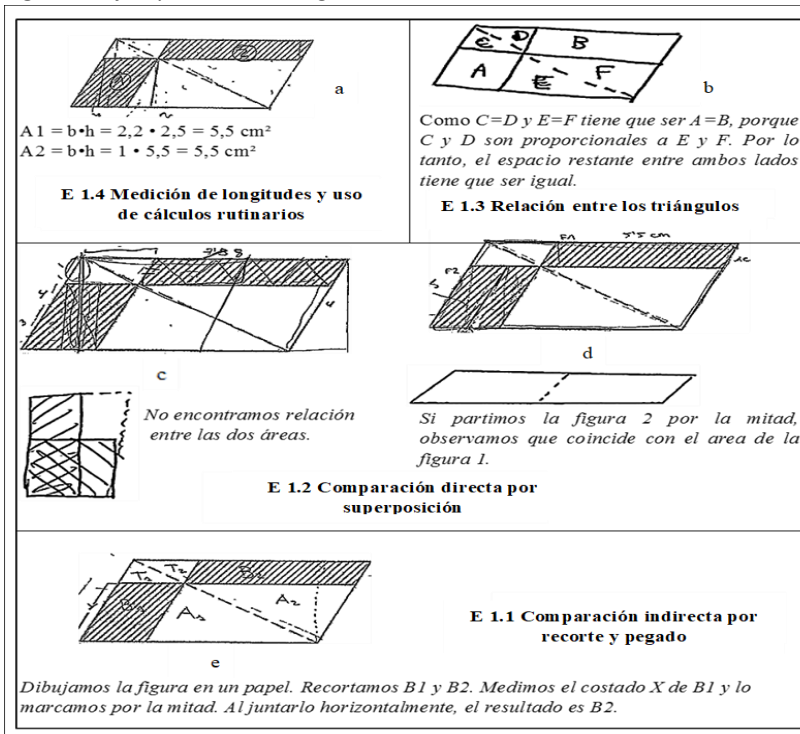 a
A1 = b•h = 2,2 • 2,5 = 5,5 cm²
A2 = b•h = 1 • 5,5 = 5,5 cm²
E 1.4 Medición de longitudes y uso
de cálculos rutinarios
C D B
A E F
b
Como C=D y E=F tiene que ser A=B, porque
C y D son proporcionales a E y F. Por lo
tanto, el espacio restante entre ambos lados
tiene que ser igual.
E 1.3 Relación entre los triángulos
c
No encontramos relación
entre las dos áreas.
5'5 cm
F2
d
Si partimos la figura 2 por la mitad,
observamos que coincide con el area de la
figura 1.
E 1.2 Comparación directa por
superposición
B2
A2
e
E 1.1 Comparación indirecta por
recorte y pegado
Dibujamos la figura en un papel. Recortamos B1 y B2. Medimos el costado X de B1 y lo
marcamos por la mitad. Al juntarlo horizontalmente, el resultado es B2.